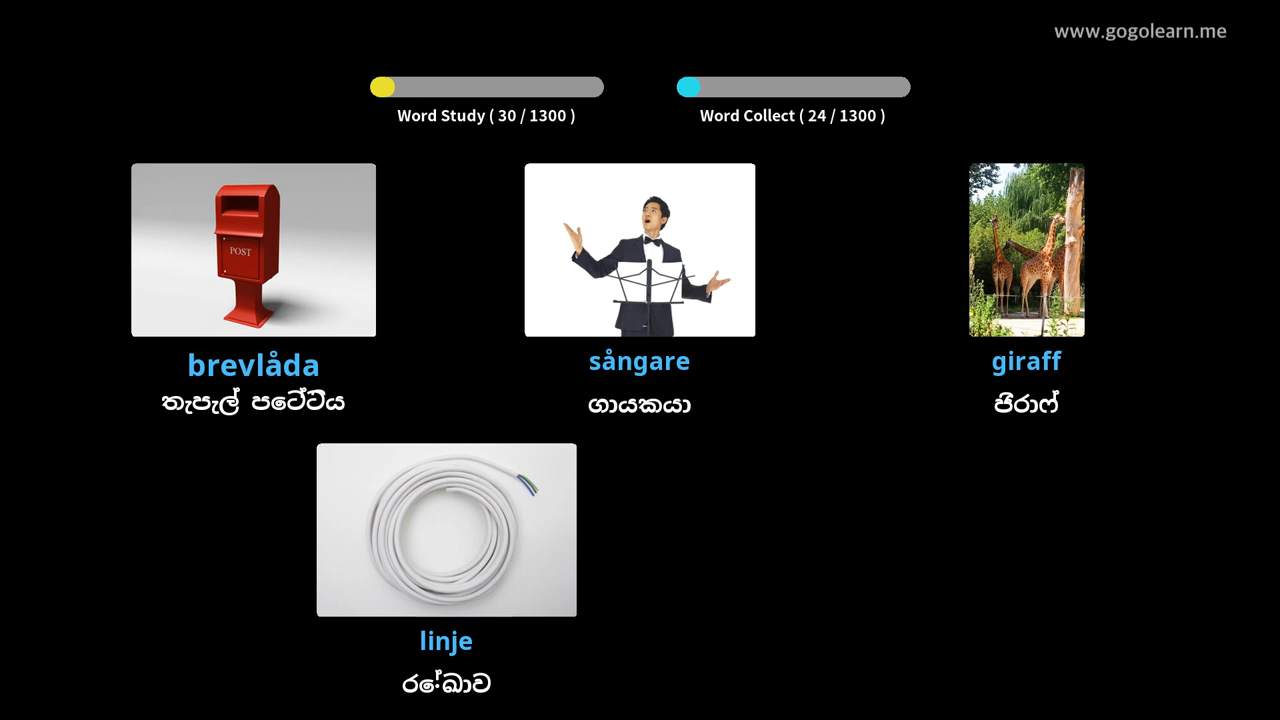 www.gogolearn.me
Word Study ( 30 / 1300 )
Word Collect ( 24 / 1300 )
POST
brevlåda
තැපැල් පෙට්ටිය
sångare
ගායකයා
giraff
ජිරාෆ්
linje
රේඛාව